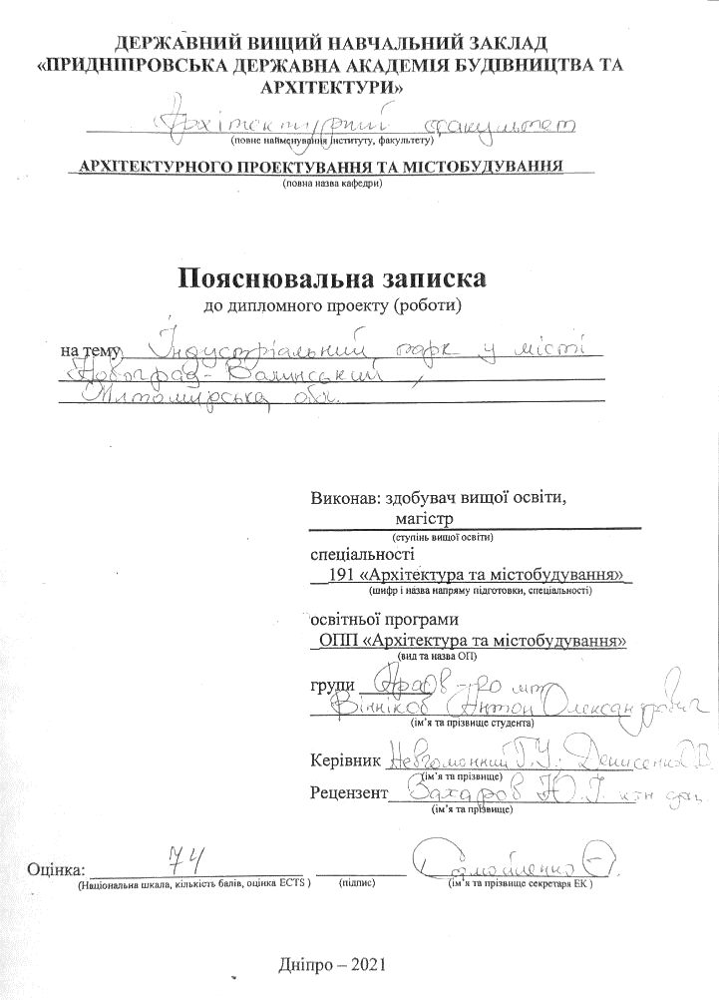 ДЕРЖАВНИЙ ВИЩИЙ НАВЧАЛЬНИЙ ЗАКЛАД
«ПРИДНІПРОВСЬКА ДЕРЖАВНА АКАДЕМІЯ БУДІВНИЦТВА ТА
АРХІТЕКТУРИ»
Архітектурний факультет
(повне найменування інституту, факультету)
АРХІТЕКТУРНОГО ПРОЕКТУВАННЯ ТА МІСТОБУДУВАННЯ
(повна назва кафедри)
Пояснювальна записка
до дипломного проекту (роботи)
на тему Індустріальний парк у місті
Новоград-Волинський,
Житомирська обл.
Виконав: здобувач вищої освіти,
магістр
(ступінь вищої освіти)
спеціальності
191 «Архітектура та містобудування»
(шифр і назва напряму підготовки, спеціальності)
освітньої програми
ОПП «Архітектура та містобудування»
(вид та назва ОП)
групи -20 мп
Вінніков Антон Олександрович
(ім’я та прізвище студента)
Керівник Невгомонний Г.У.
(ім’я та прізвище)
Рецензент Захаров Ю.І.
(ім’я та прізвище)
Оцінка: 74 Самойленко Є.
(Національна шкала, кількість балів, оцінка ECTS ) (підпис) (ім’я та прізвище секретаря ЕК )
Дніпро – 2021